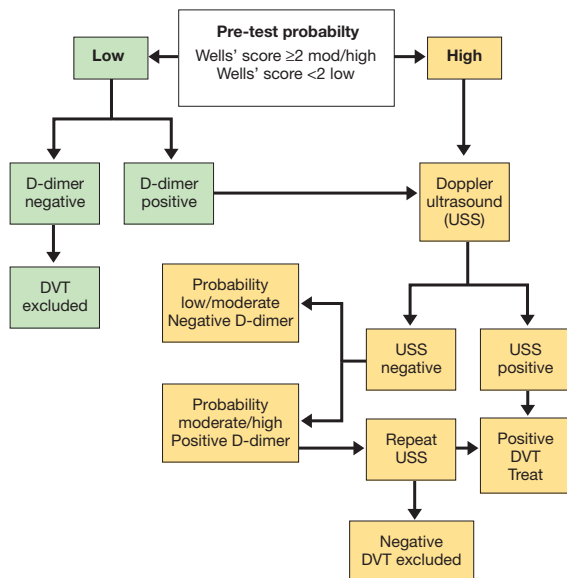 Pre-test probabilty
Wells’ score ≥2 mod/high
Wells’ score <2 low
Low
High
D-dimer
negative
D-dimer
positive
Doppler
ultrasound
(USS)
DVT
excluded
Probability
low/moderate
Negative D-dimer
USS
negative
USS
positive
Probability
moderate/high
Positive D-dimer
Repeat
USS
Positive
DVT
Treat
Negative
DVT excluded